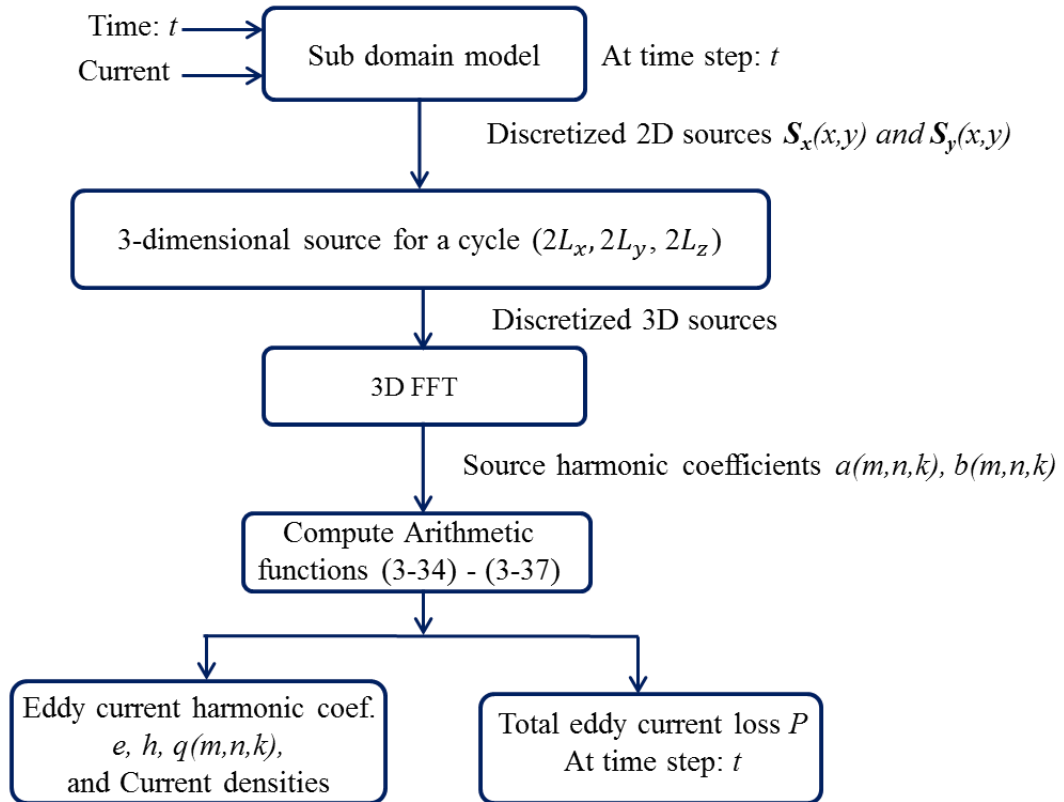 Time: t
Current
Sub domain model
At time step: t
Discretized 2D sources Sx(x,y) and Sy(x,y)
3-dimensional source for a cycle (2Lx, 2Ly, 2Lz)
Discretized 3D sources
3D FFT
Source harmonic coefficients a(m,n,k), b(m,n,k)
Compute Arithmetic
functions (3-34) - (3-37)
Eddy current harmonic coef.
e, h, q(m,n,k),
and Current densities
Total eddy current loss P
At time step: t